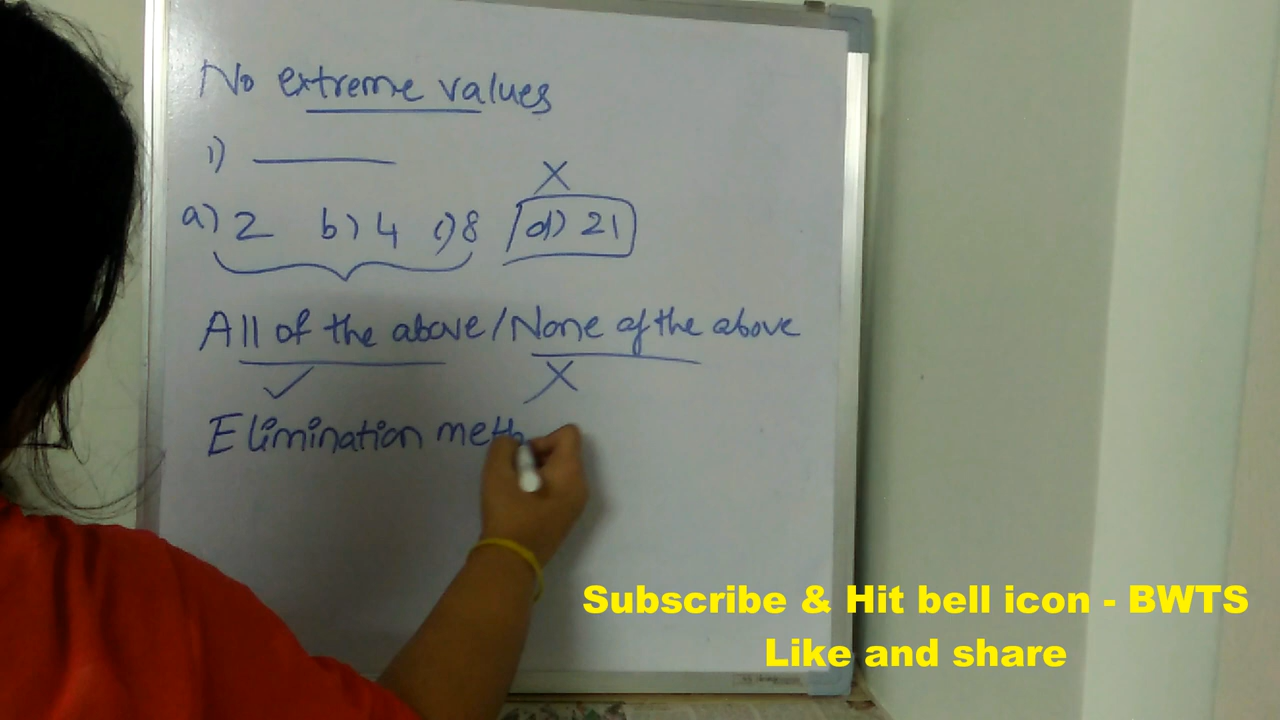 No extreme values
1)
X
a) 2 b) 4 c) 8 d) 21
All of the above / None of the above
✓ X
Elimination meth
Subscribe & Hit bell icon - BWTS
Like and share